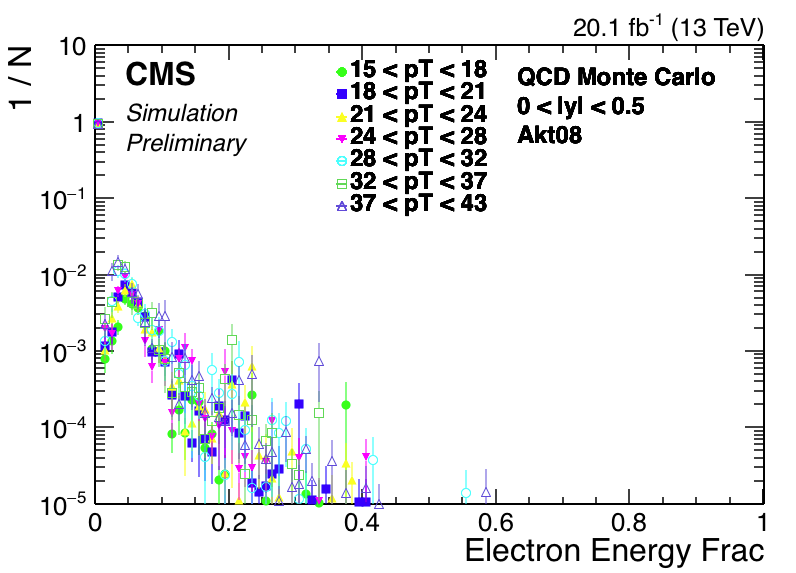 20.1 fb⁻¹ (13 TeV)
CMS
Simulation
Preliminary
15 < pT < 18
18 < pT < 21
21 < pT < 24
24 < pT < 28
28 < pT < 32
32 < pT < 37
37 < pT < 43
QCD Monte Carlo
0 < |y| < 0.5
Akt08
1 / N
10
1
10⁻¹
10⁻²
10⁻³
10⁻⁴
10⁻⁵
0 0.2 0.4 0.6 0.8 1
Electron Energy Frac